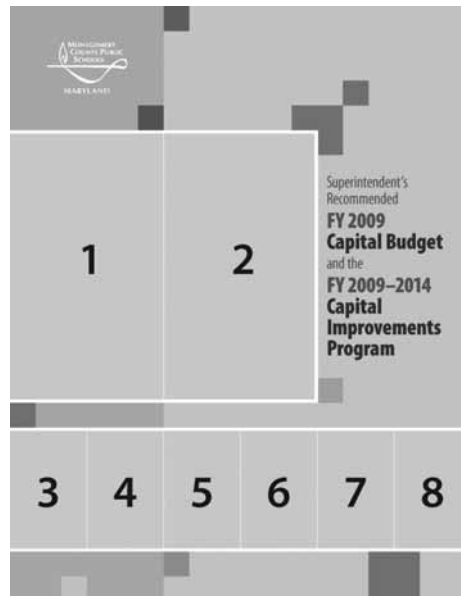 MONTGOMERY
COUNTY PUBLIC
SCHOOLS
MARYLAND
Superintendent's
Recommended
FY 2009
Capital Budget
and the
FY 2009–2014
Capital
Improvements
Program
1
2
3
4
5
6
7
8